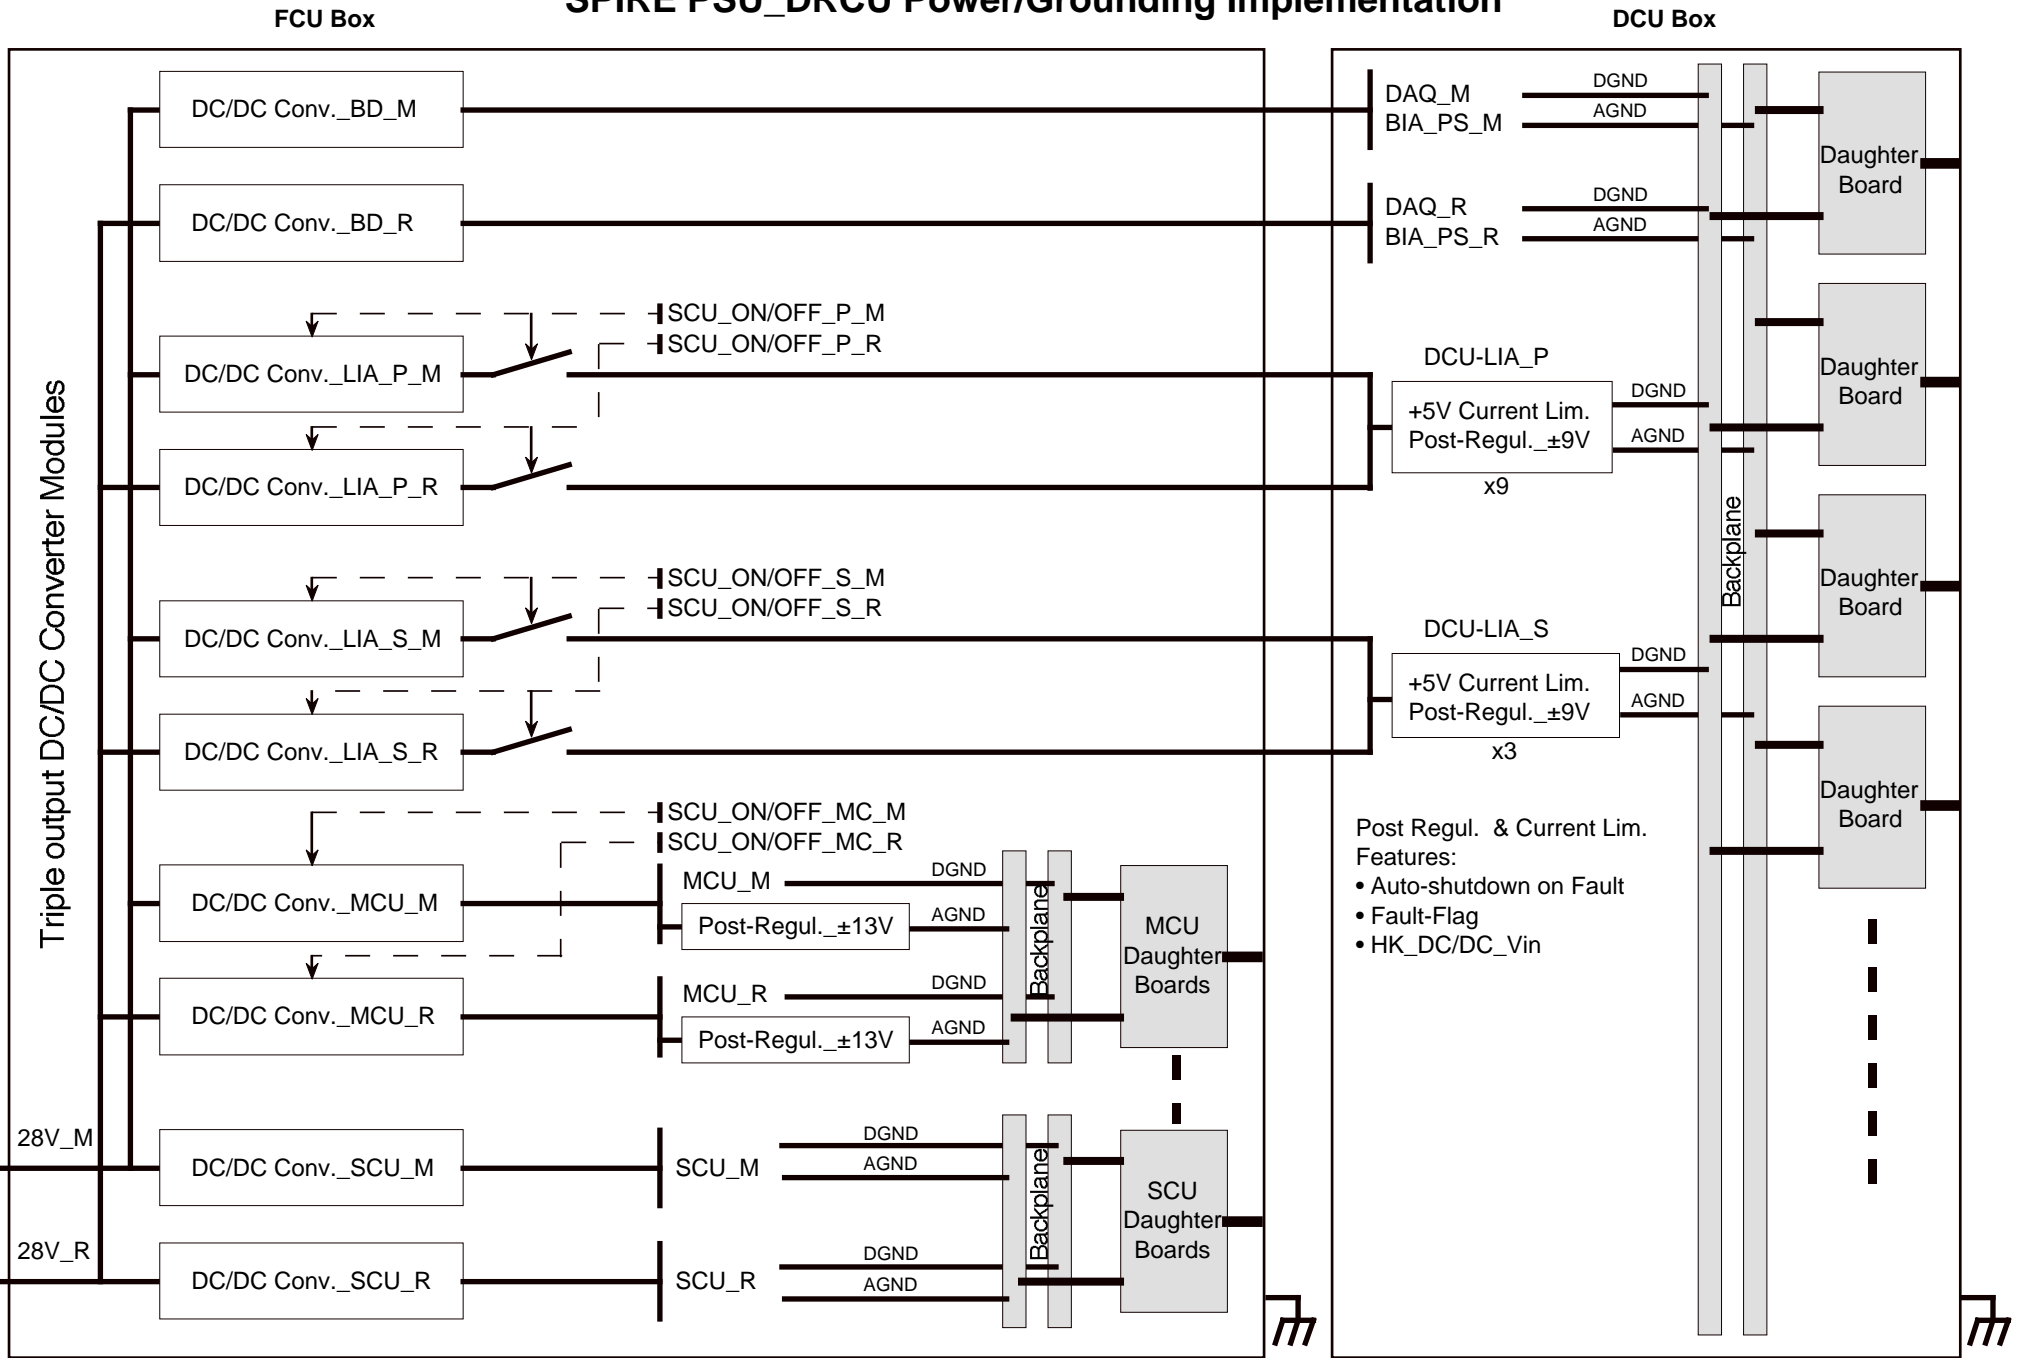 SPIRE PSU_DRCU Power/Grounding Implementation
FCU Box
DCU Box
Triple output DC/DC Converter Modules
DC/DC Conv._BD_M
DC/DC Conv._BD_R
SCU_ON/OFF_P_M
SCU_ON/OFF_P_R
DC/DC Conv._LIA_P_M
DC/DC Conv._LIA_P_R
SCU_ON/OFF_S_M
SCU_ON/OFF_S_R
DC/DC Conv._LIA_S_M
DC/DC Conv._LIA_S_R
SCU_ON/OFF_MC_M
SCU_ON/OFF_MC_R
DC/DC Conv._MCU_M
MCU_M
DGND
Post-Regul._±13V
AGND
DC/DC Conv._MCU_R
MCU_R
DGND
Post-Regul._±13V
AGND
Backplane
MCU
Daughter
Boards
28V_M
DC/DC Conv._SCU_M
SCU_M
DGND
AGND
28V_R
DC/DC Conv._SCU_R
SCU_R
DGND
AGND
Backplane
SCU
Daughter
Boards
DAQ_M
BIA_PS_M
DGND
AGND
DAQ_R
BIA_PS_R
DGND
AGND
DCU-LIA_P
+5V Current Lim.
Post-Regul._±9V
x9
DGND
AGND
DCU-LIA_S
+5V Current Lim.
Post-Regul._±9V
x3
DGND
AGND
Backplane
Daughter
Board
Daughter
Board
Daughter
Board
Daughter
Board
Post Regul. & Current Lim.
Features:
• Auto-shutdown on Fault
• Fault-Flag
• HK_DC/DC_Vin